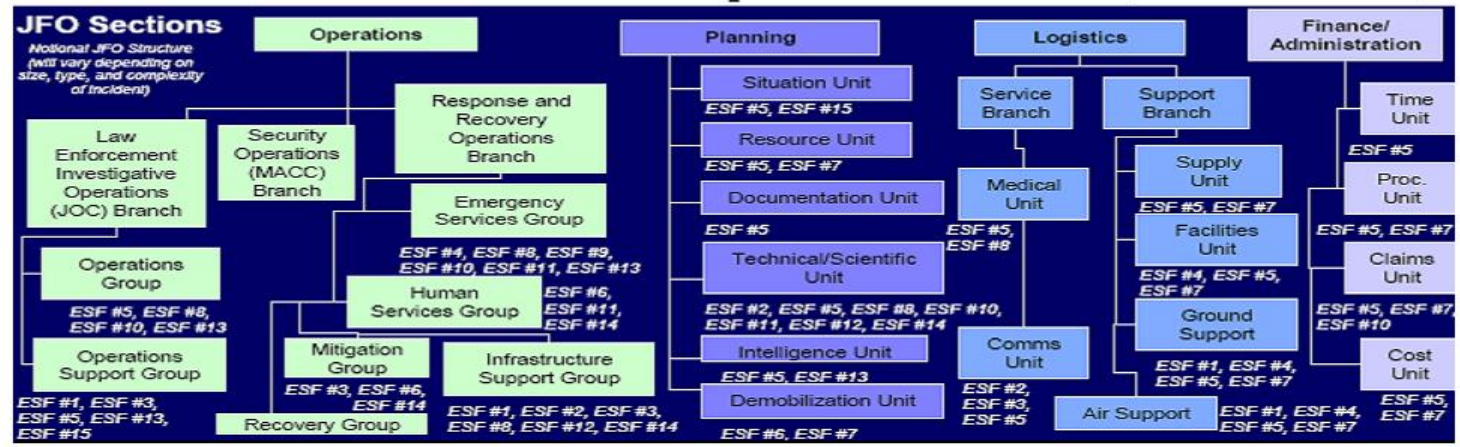 JFO Sections
Notional JFO Structure
(will vary depending on
size, type, and complexity
of incident)
Operations
Law
Enforcement
Investigative
Operations
(JOC) Branch
Operations
Group
ESF #5, ESF #8,
ESF #10, ESF #13
Operations
Support Group
ESF #1, ESF #3,
ESF #5, ESF #13,
ESF #15
Security
Operations
(MACC)
Branch
Response and
Recovery
Operations
Branch
Emergency
Services Group
ESF #4, ESF #8, ESF #9,
ESF #10, ESF #11, ESF #13
Human
Services Group
ESF #6,
ESF #11,
ESF #14
Mitigation
Group
ESF #3, ESF #6,
ESF #14
Infrastructure
Support Group
ESF #1, ESF #2, ESF #3,
ESF #8, ESF #12, ESF #14
Recovery Group
Planning
Situation Unit
ESF #5, ESF #15
Resource Unit
ESF #5, ESF #7
Documentation Unit
ESF #5
Technical/Scientific
Unit
ESF #2, ESF #5, ESF #8, ESF #10,
ESF #11, ESF #12, ESF #14
Intelligence Unit
ESF #5, ESF #13
Demobilization Unit
ESF #6, ESF #7
Logistics
Service
Branch
Medical
Unit
ESF #5,
ESF #8
Comms
Unit
ESF #2,
ESF #3,
ESF #5
Support
Branch
Supply
Unit
ESF #5, ESF #7
Facilities
Unit
ESF #4, ESF #5,
ESF #7
Ground
Support
ESF #1, ESF #4,
ESF #5, ESF #7
Air Support
ESF #1, ESF #4,
ESF #5, ESF #7
Finance/
Administration
Time
Unit
ESF #5
Proc.
Unit
ESF #5, ESF #7
Claims
Unit
ESF #5, ESF #7,
ESF #10
Cost
Unit
ESF #5,
ESF #7